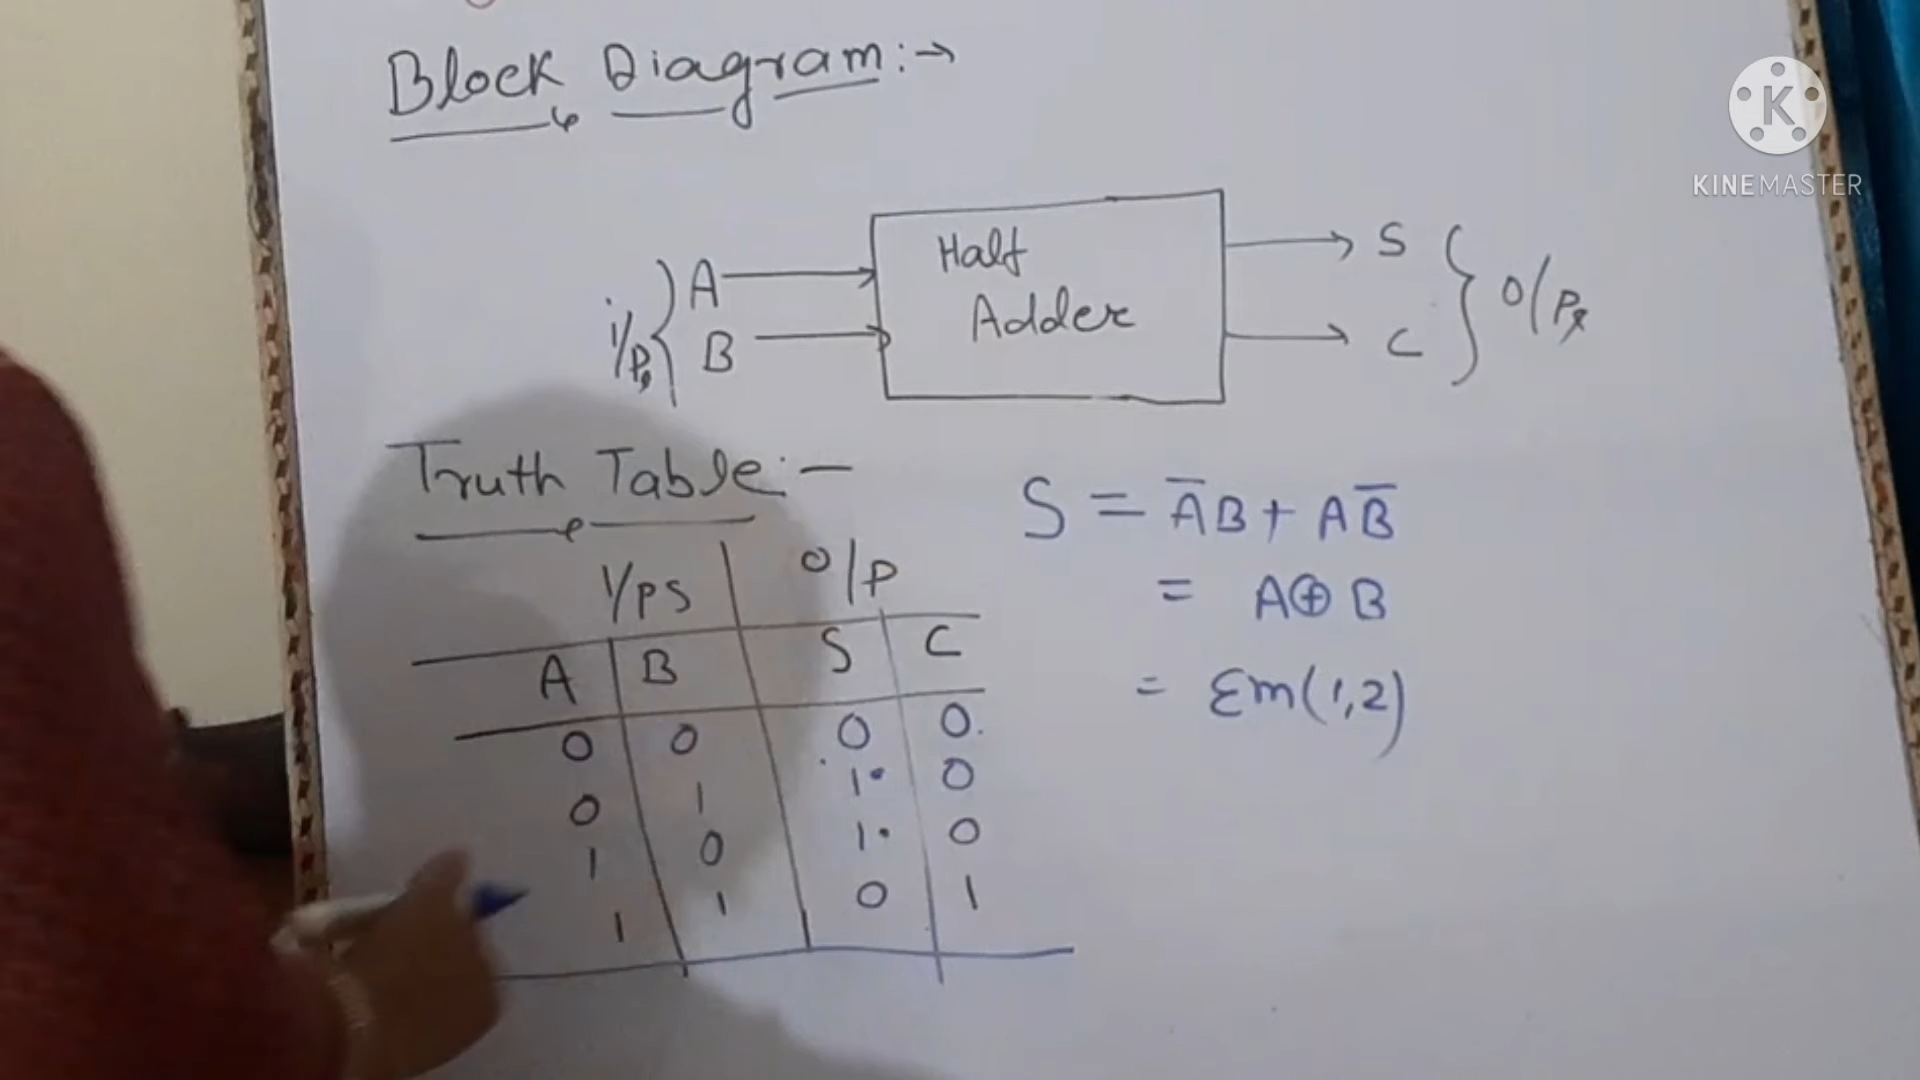 Block Diagram:→
K
KINEMASTER
Half
Adder
A
B
i/Ps
S
C
O/Ps
Truth Table:-
I/PS O/P
A B S C
0 0 0 0
0 1 1 0
1 0 1 0
1 1 0 1
S = A̅B + AB̅
= A⊕B
= Σm(1,2)